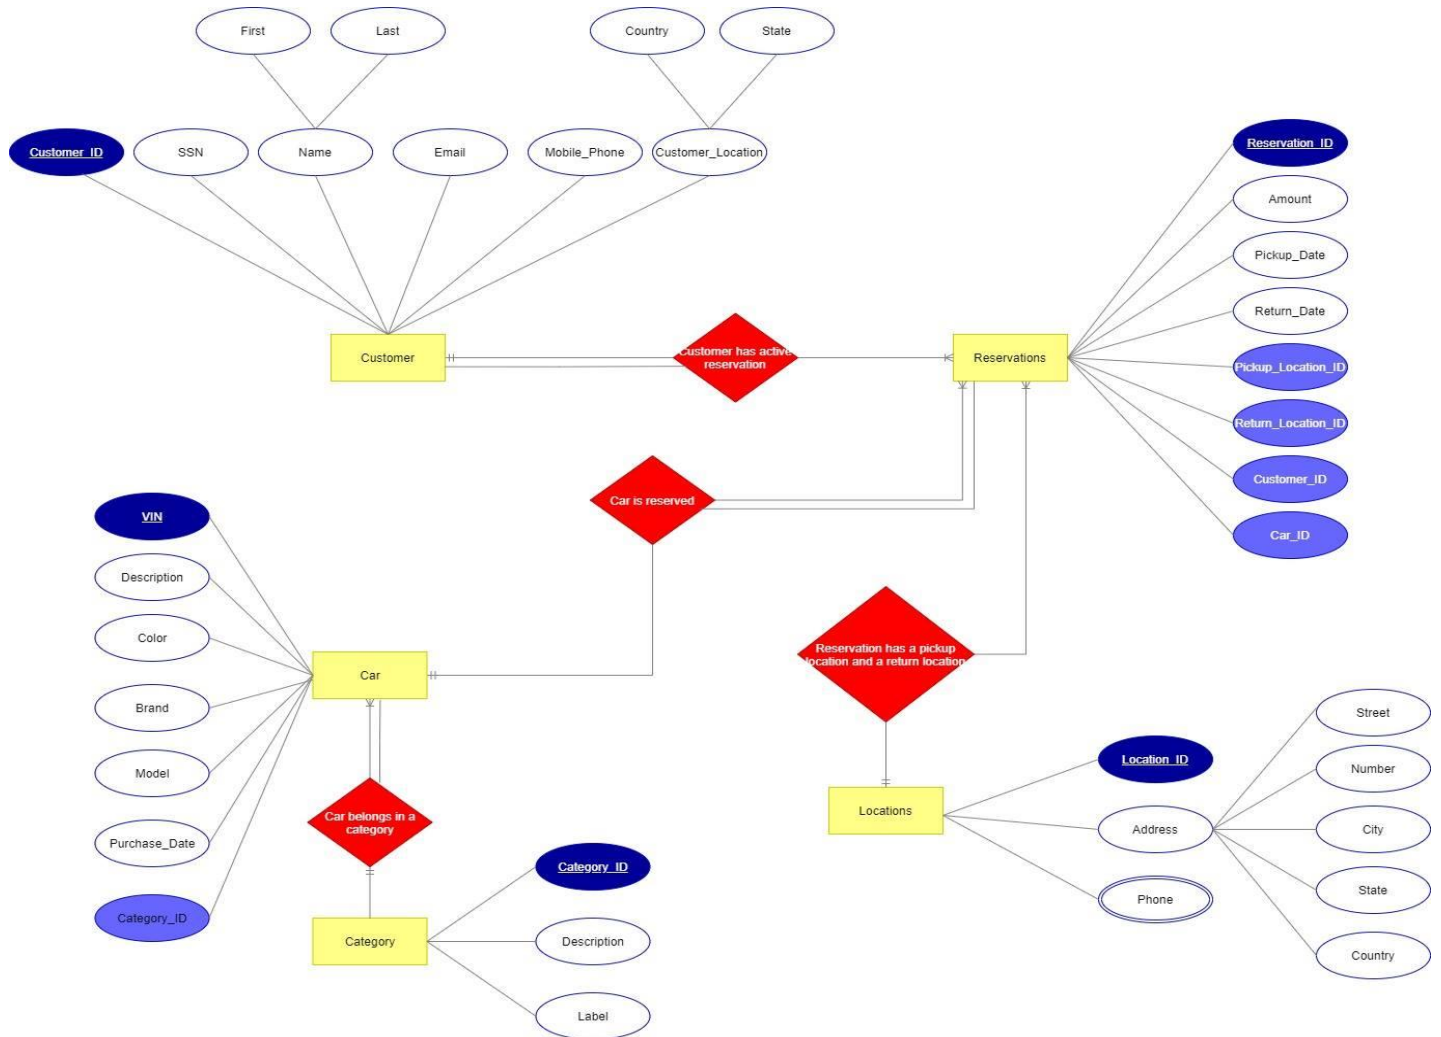 First
Last
Country
State
Customer_ID
SSN
Name
Email
Mobile_Phone
Customer_Location
Reservation_ID
Amount
Pickup_Date
Return_Date
Pickup_Location_ID
Return_Location_ID
Customer_ID
Car_ID
Customer
Customer has active
reservation
Reservations
Car is reserved
VIN
Description
Color
Brand
Model
Purchase_Date
Category_ID
Car
Reservation has a pickup
location and a return location
Car belongs in a
category
Locations
Location_ID
Address
Phone
Street
Number
City
State
Country
Category
Category_ID
Description
Label